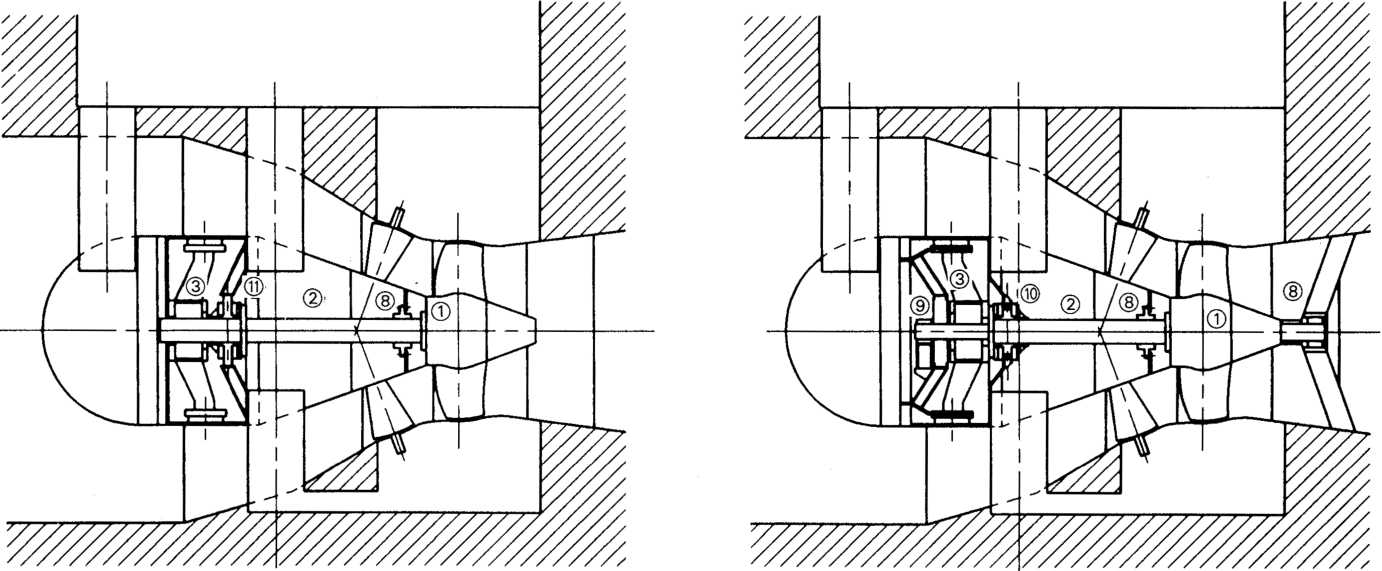 ③ ⑪ ② ⑧ ①
⑨ ③ ⑩ ② ⑧ ① ⑧